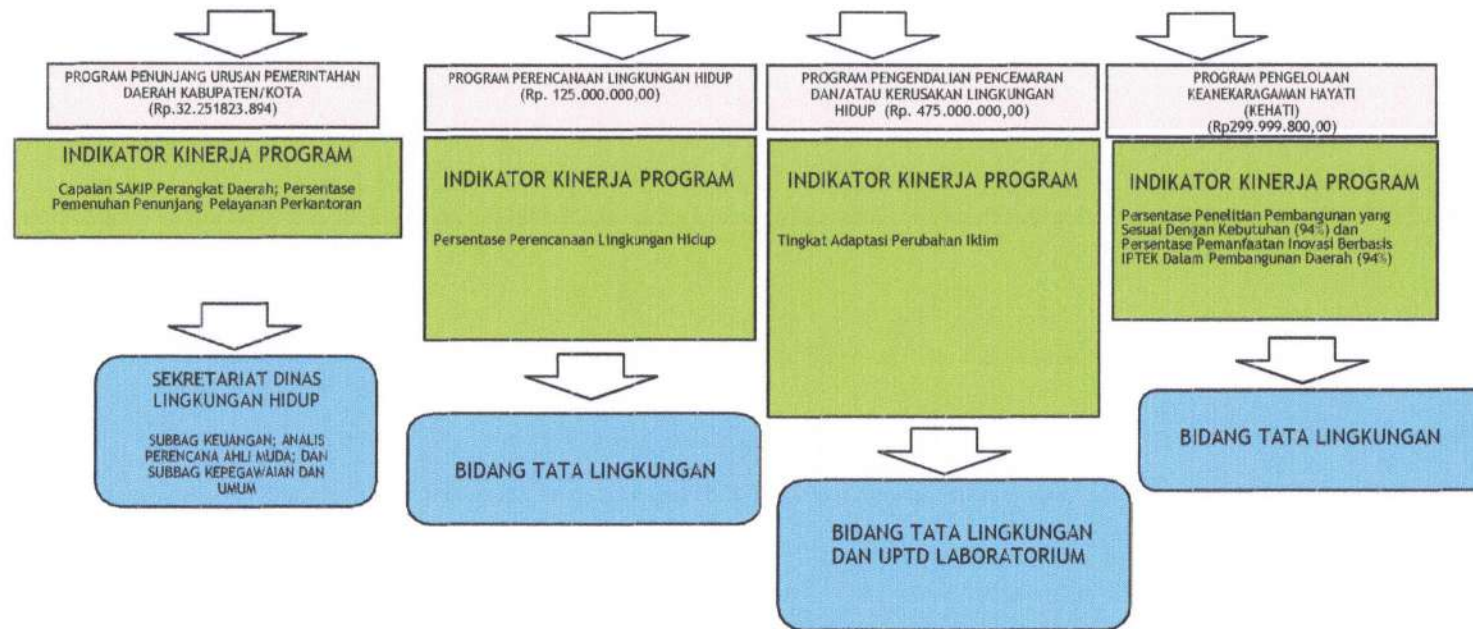 PROGRAM PENUNJANG URUSAN PEMERINTAHAN
DAERAH KABUPATEN/KOTA
(Rp.32.251823.894)
INDIKATOR KINERJA PROGRAM
Capaian SAKIP Perangkat Daerah; Persentase
Pemenuhan Penunjang Pelayanan Perkantoran
SEKRETARIAT DINAS
LINGKUNGAN HIDUP
SUBBAG KEUANGAN; ANALIS
PERENCANA AHLI MUDA; DAN
SUBBAG KEPEGAWAIAN DAN
UMUM
PROGRAM PERENCANAAN LINGKUNGAN HIDUP
(Rp. 125.000.000,00)
INDIKATOR KINERJA PROGRAM
Persentase Perencanaan Lingkungan Hidup
BIDANG TATA LINGKUNGAN
PROGRAM PENGENDALIAN PENCEMARAN
DAN/ATAU KERUSAKAN LINGKUNGAN
HIDUP (Rp. 475.000.000,00)
INDIKATOR KINERJA PROGRAM
Tingkat Adaptasi Perubahan Iklim
BIDANG TATA LINGKUNGAN
DAN UPTD LABORATORIUM
PROGRAM PENGELOLAAN
KEANEKARAGAMAN HAYATI
(KEHATI)
(Rp299.999.800,00)
INDIKATOR KINERJA PROGRAM
Persentase Penelitian Pembangunan yang
Sesuai Dengan Kebutuhan (94%) dan
Persentase Pemanfaatan Inovasi Berbasis
IPTEK Dalam Pembangunan Daerah (94%)
BIDANG TATA LINGKUNGAN